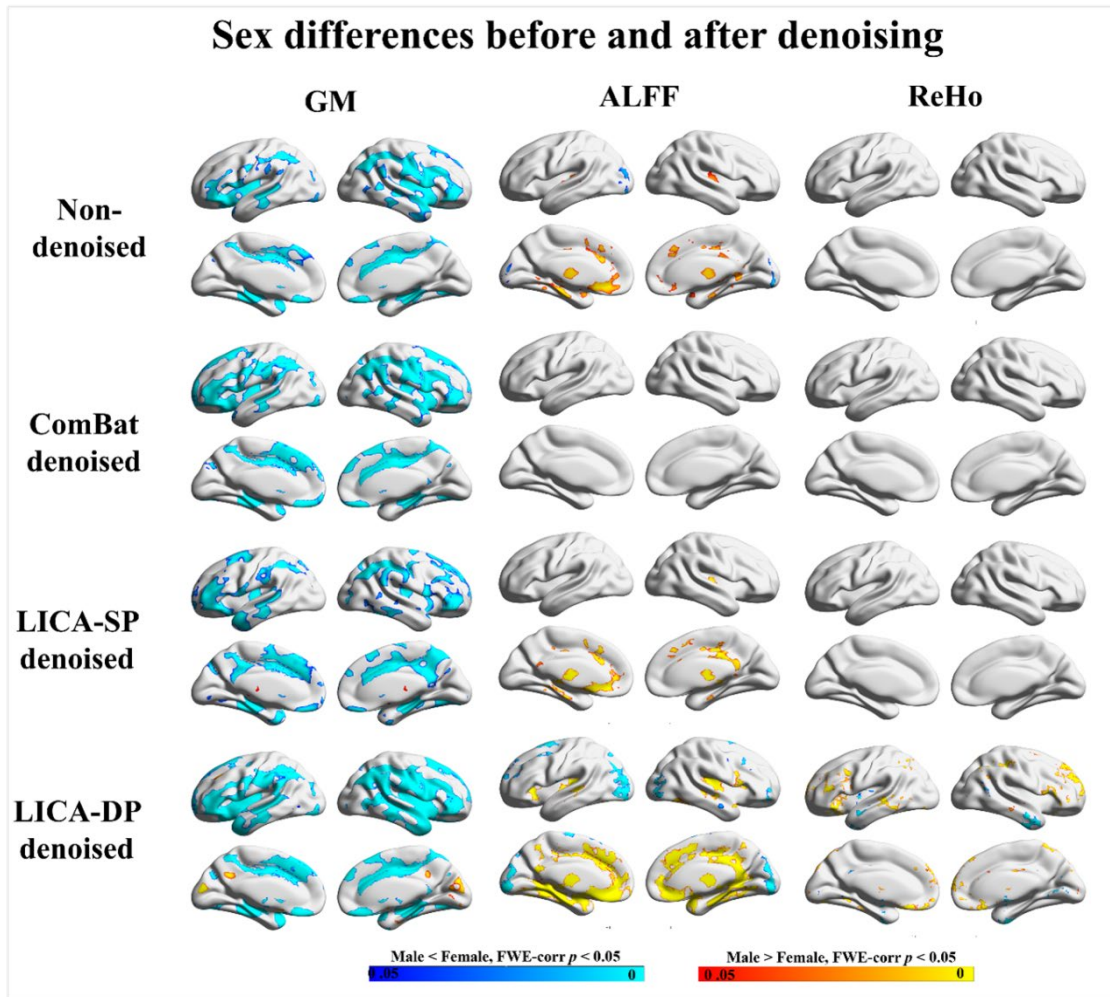 Sex differences before and after denoising
GM ALFF ReHo
Non-
denoised
ComBat
denoised
LICA-SP
denoised
LICA-DP
denoised
Male < Female, FWE-corr p < 0.05
0.05 0
Male > Female, FWE-corr p < 0.05
0.05 0